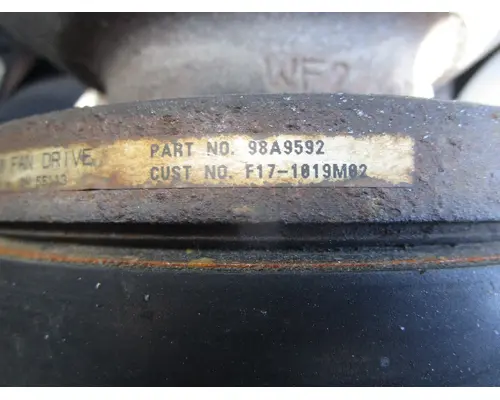 WF2
FAN DRIVE
PART NO. 98A9592
CUST NO. F17-1019M02